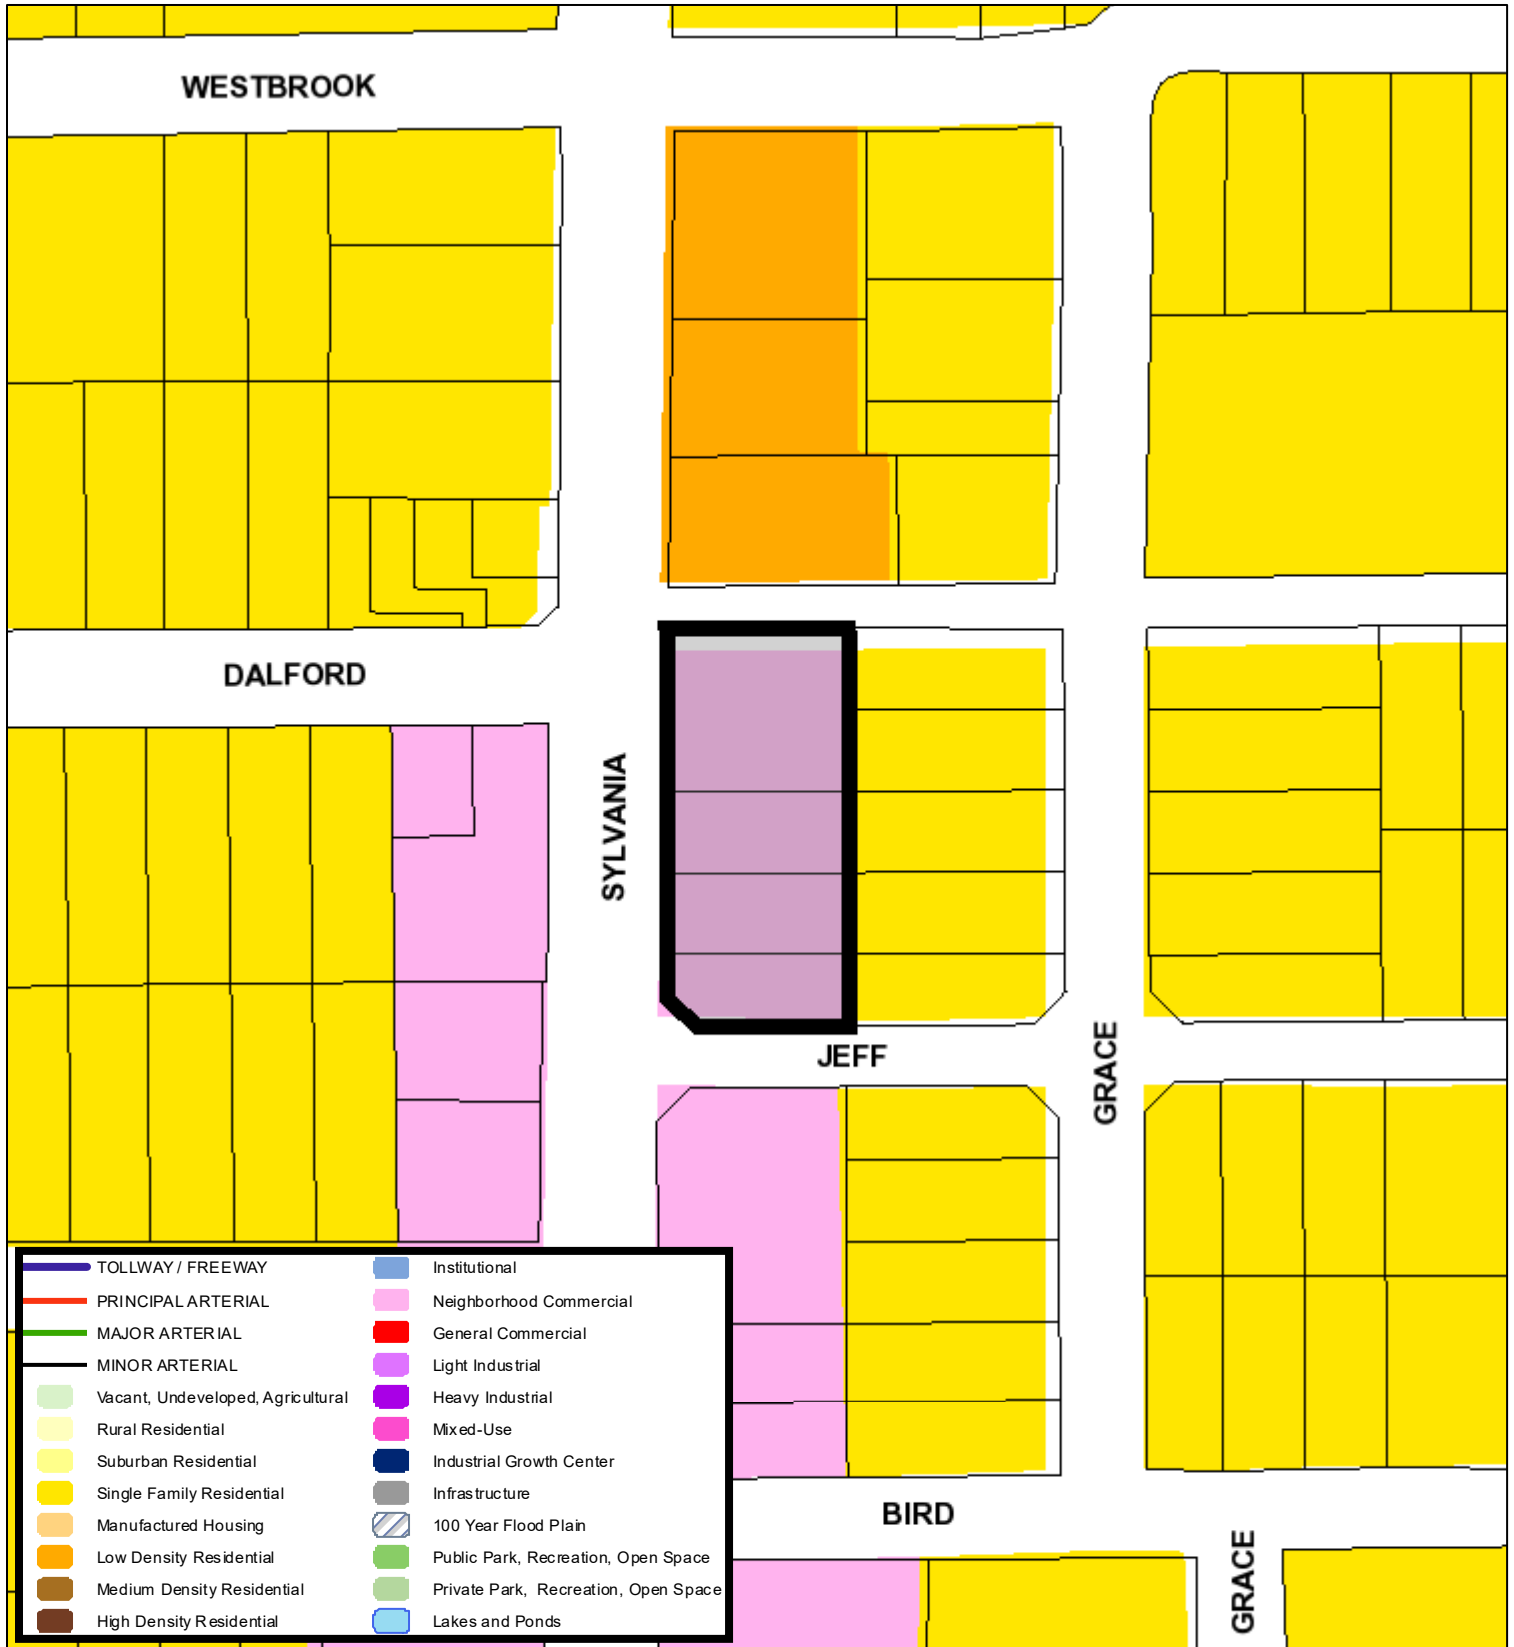 WESTBROOK
DALFORD
SYLVANIA
JEFF
GRACE
BIRD
GRACE
TOLLWAY / FREEWAY
PRINCIPAL ARTERIAL
MAJOR ARTERIAL
MINOR ARTERIAL
Vacant, Undeveloped, Agricultural
Rural Residential
Suburban Residential
Single Family Residential
Manufactured Housing
Low Density Residential
Medium Density Residential
High Density Residential
Institutional
Neighborhood Commercial
General Commercial
Light Industrial
Heavy Industrial
Mixed-Use
Industrial Growth Center
Infrastructure
100 Year Flood Plain
Public Park, Recreation, Open Space
Private Park, Recreation, Open Space
Lakes and Ponds